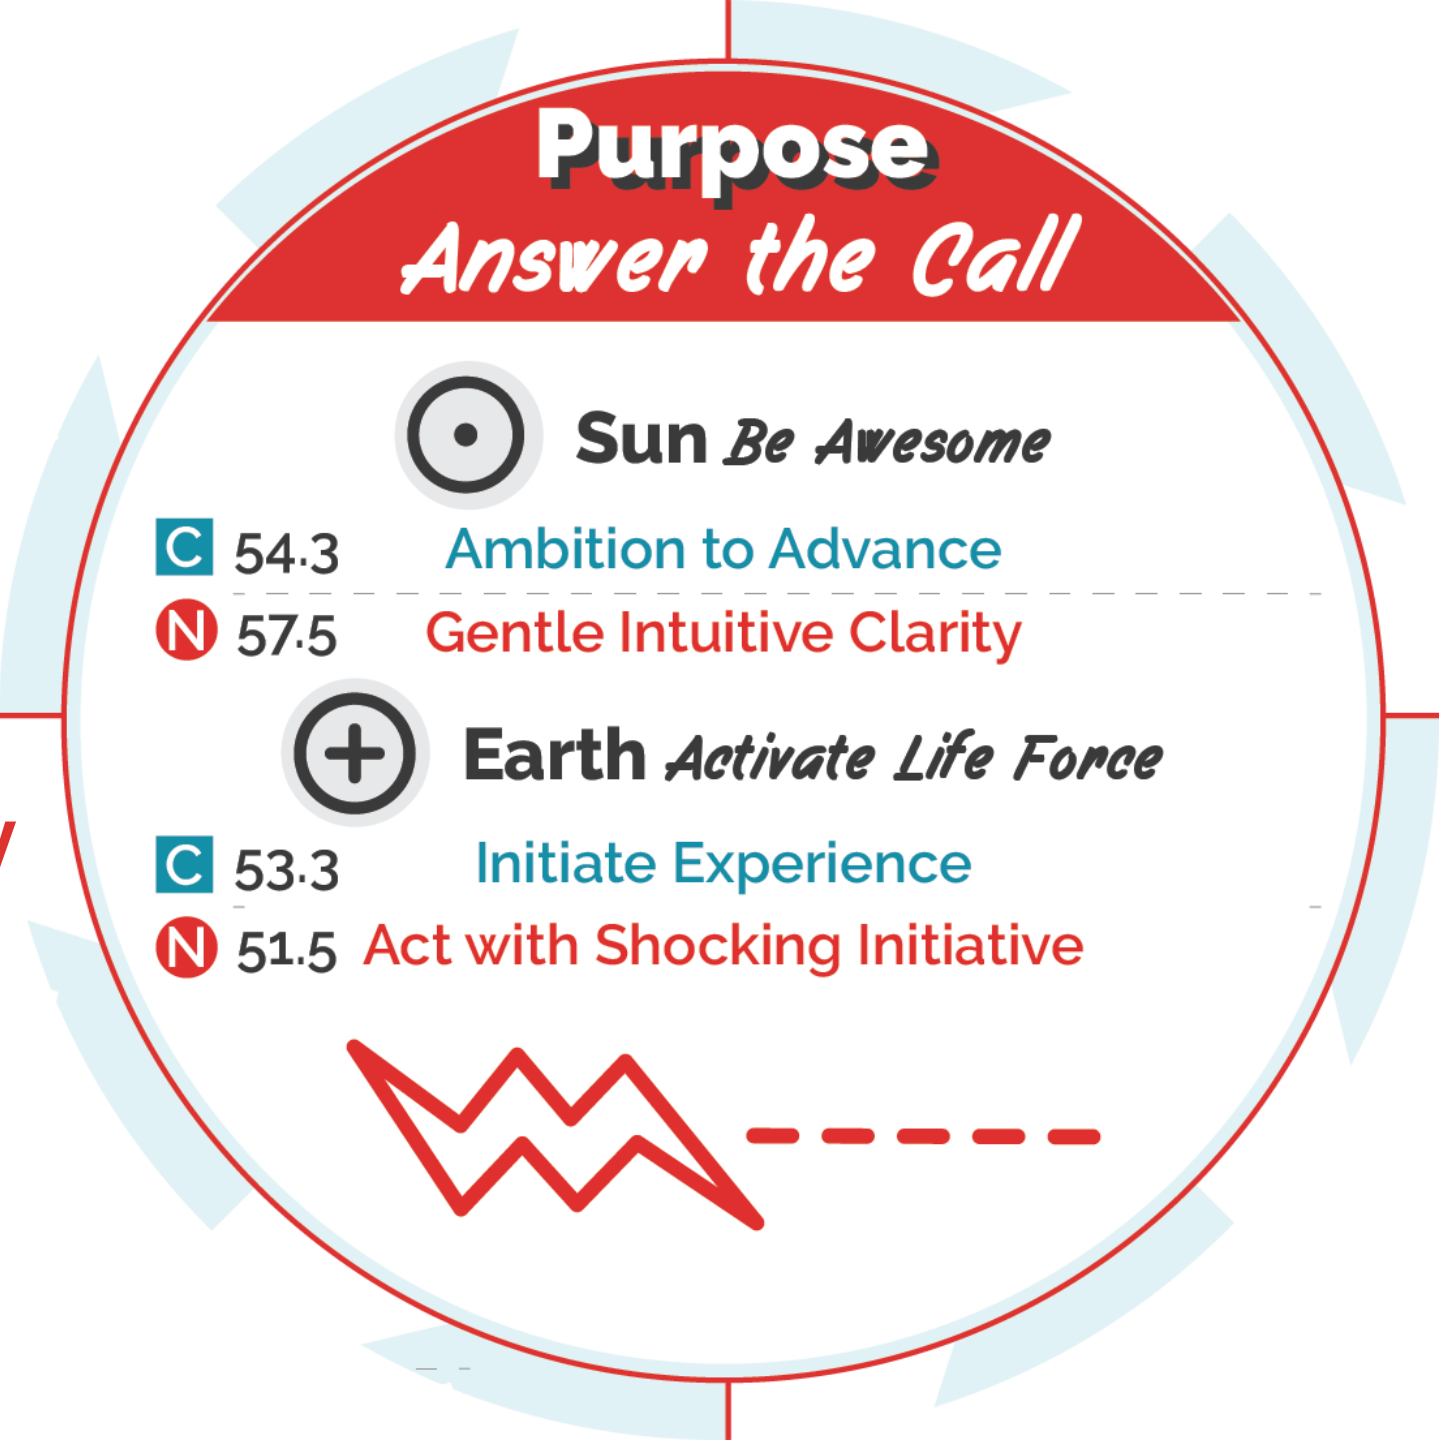 Purpose
Answer the Call
Sun Be Awesome
C 54.3 Ambition to Advance
N 57.5 Gentle Intuitive Clarity
Earth Activate Life Force
C 53.3 Initiate Experience
N 51.5 Act with Shocking Initiative